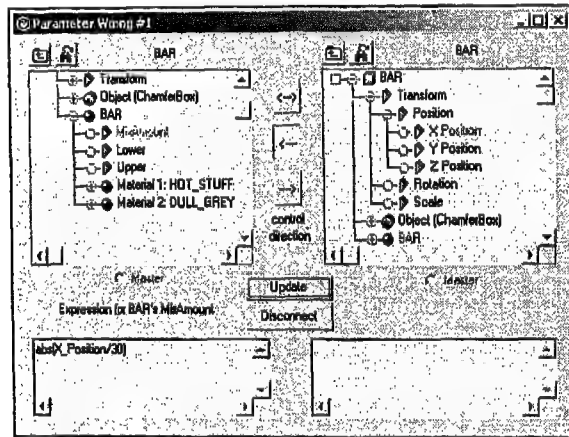 Parameter Wiring #1
BAR
BAR
Transform
Object (ChamferBox)
BAR
MixAmount
Lower
Upper
Material 1: HOT_STUFF
Material 2: DULL_GREY
control
direction
BAR
Transform
Position
X Position
Y Position
Z Position
Rotation
Scale
Object (ChamferBox)
BAR
Master
Master
Update
Disconnect
Expression for BAR's MixAmount
abs(X_Position/30)